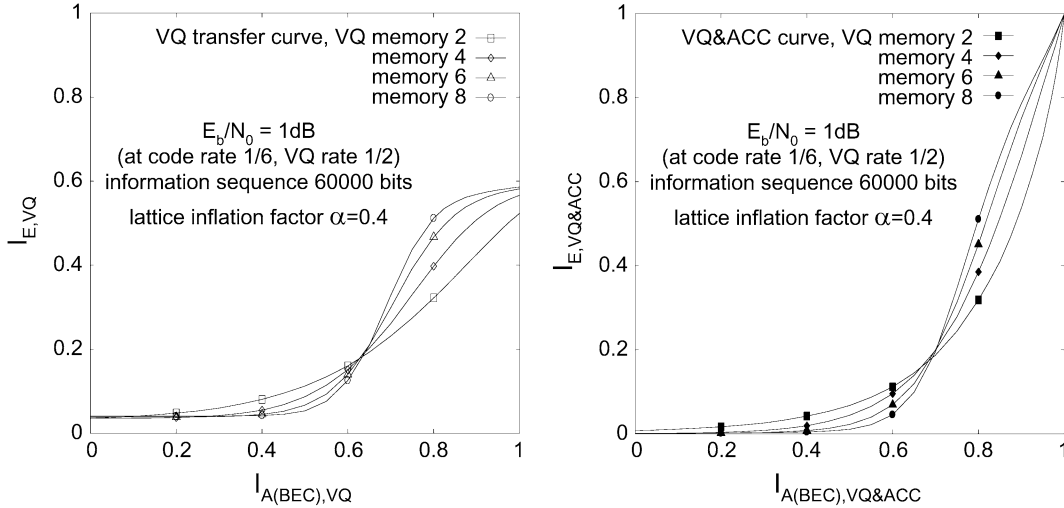 VQ transfer curve, VQ memory 2
memory 4
memory 6
memory 8
E_b/N_0 = 1dB
(at code rate 1/6, VQ rate 1/2)
information sequence 60000 bits
lattice inflation factor α=0.4
I_E,VQ
1
0.8
0.6
0.4
0.2
0
0 0.2 0.4 0.6 0.8 1
I_A(BEC),VQ
VQ&ACC curve, VQ memory 2
memory 4
memory 6
memory 8
E_b/N_0 = 1dB
(at code rate 1/6, VQ rate 1/2)
information sequence 60000 bits
lattice inflation factor α=0.4
I_E,VQ&ACC
1
0.8
0.6
0.4
0.2
0
0 0.2 0.4 0.6 0.8 1
I_A(BEC),VQ&ACC